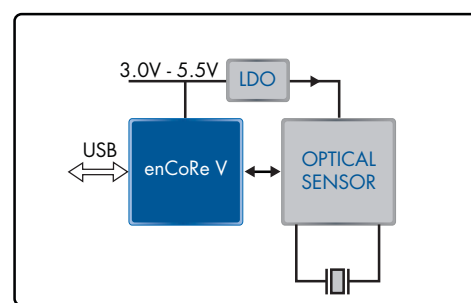 3.0V - 5.5V
LDO
USB
enCoRe V
OPTICAL
SENSOR